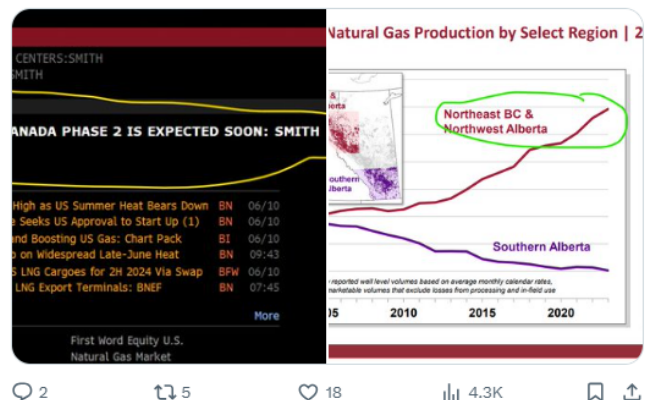 CENTERS:SMITH
SMITH
ANADA PHASE 2 IS EXPECTED SOON: SMITH
High as US Summer Heat Bears Down BN 06/10
Seeks US Approval to Start Up (1) BN 06/10
and Boosting US Gas: Chart Pack BI 06/10
on Widespread Late-June Heat BN 09:43
S LNG Cargoes for 2H 2024 Via Swap BFW 06/10
LNG Export Terminals: BNEF BN 07:45
More
First Word Equity U.S.
Natural Gas Market
Natural Gas Production by Select Region | 2
&
Northeast BC &
Northwest Alberta
outhern
lberta
Southern Alberta
reported well level volumes based on average monthly calendar rates,
marketable volumes that exclude losses from processing and in-field use
05 2010 2015 2020
2 5 18 4.3K